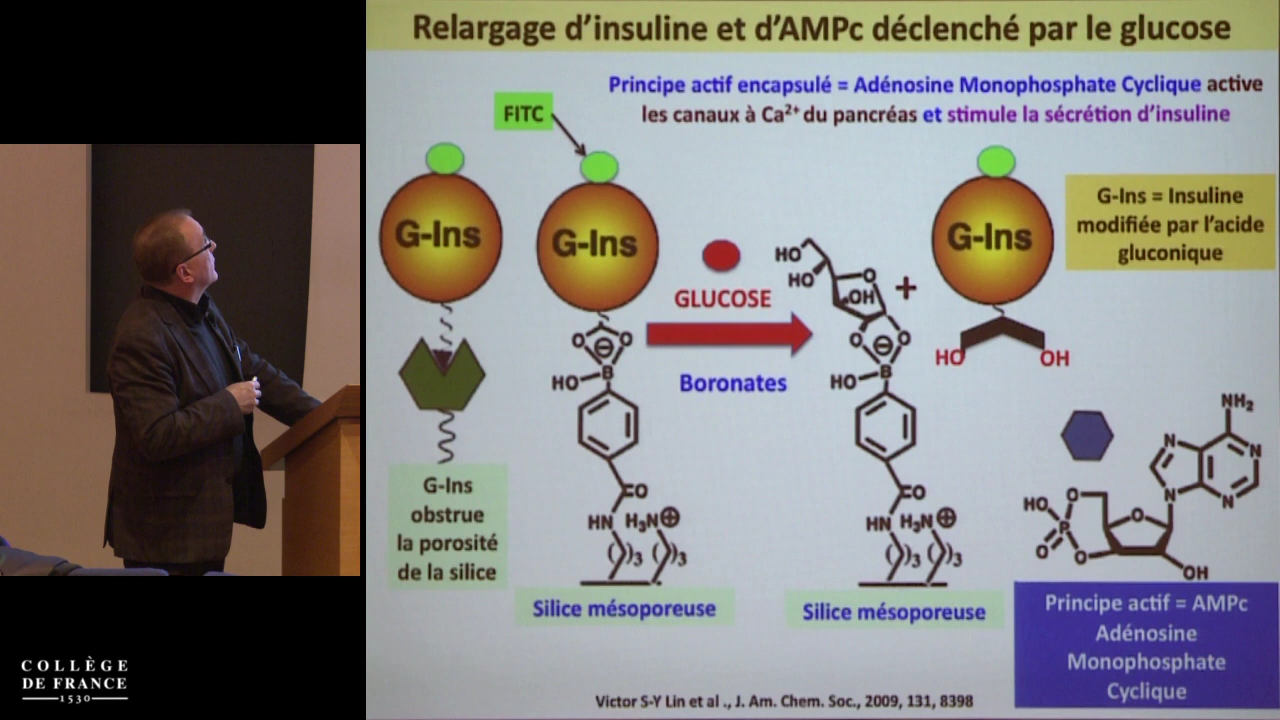 Relargage d'insuline et d'AMPc déclenché par le glucose
Principe actif encapsulé = Adénosine Monophosphate Cyclique active
les canaux à Ca²⁺ du pancréas et stimule la sécrétion d'insuline
FITC
G-Ins
G-Ins
GLUCOSE
Boronates
HO
HO
OH
O
+
G-Ins
HO
OH
G-Ins = Insuline
modifiée par l'acide
gluconique
O
O
⊖
HO
B
O
O
⊖
HO
B
CO
HN
H₃N⊕
( )₃
)₃
CO
HN
H₃N⊕
( )₃
)₃
G-Ins
obstrue
la porosité
de la silice
Silice mésoporeuse
Silice mésoporeuse
NH₂
N
N
N
N
HO
O
P
O
O
O
OH
Principe actif = AMPc
Adénosine
Monophosphate
Cyclique
Victor S-Y Lin et al ., J. Am. Chem. Soc., 2009, 131, 8398
COLLÈGE
DE FRANCE
1530